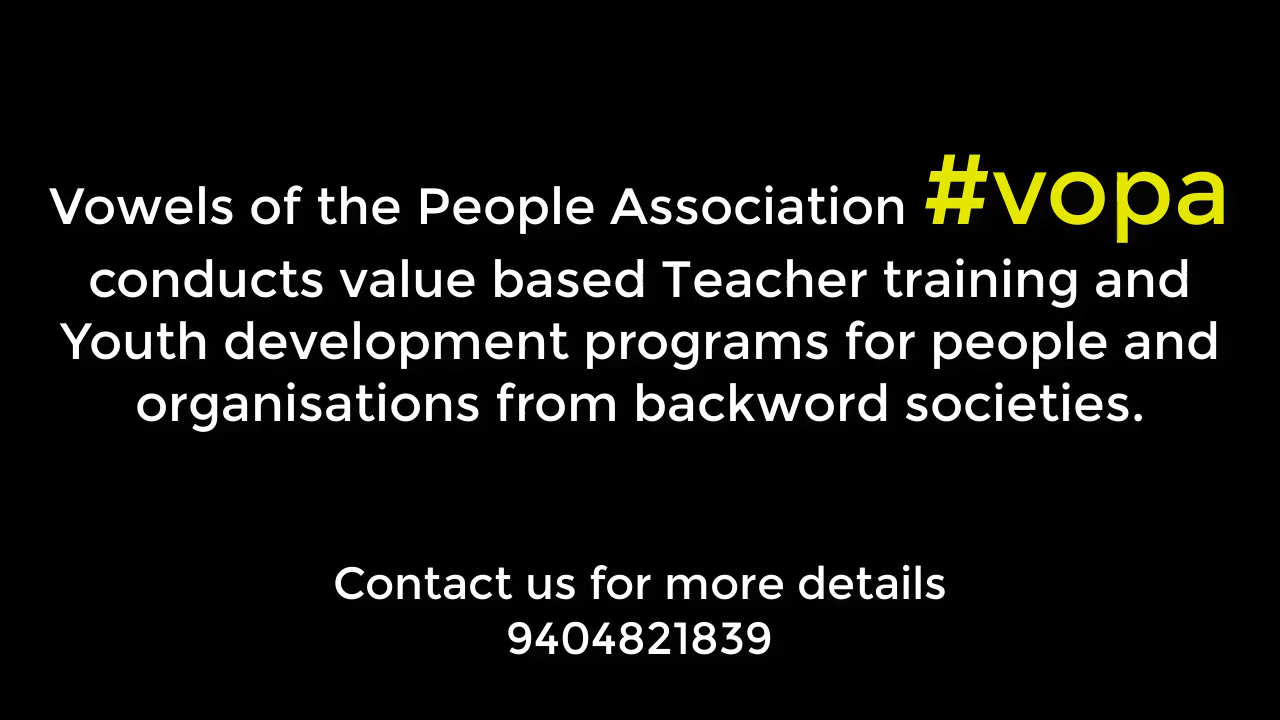 Vowels of the People Association #vopa
conducts value based Teacher training and
Youth development programs for people and
organisations from backword societies.
Contact us for more details
9404821839